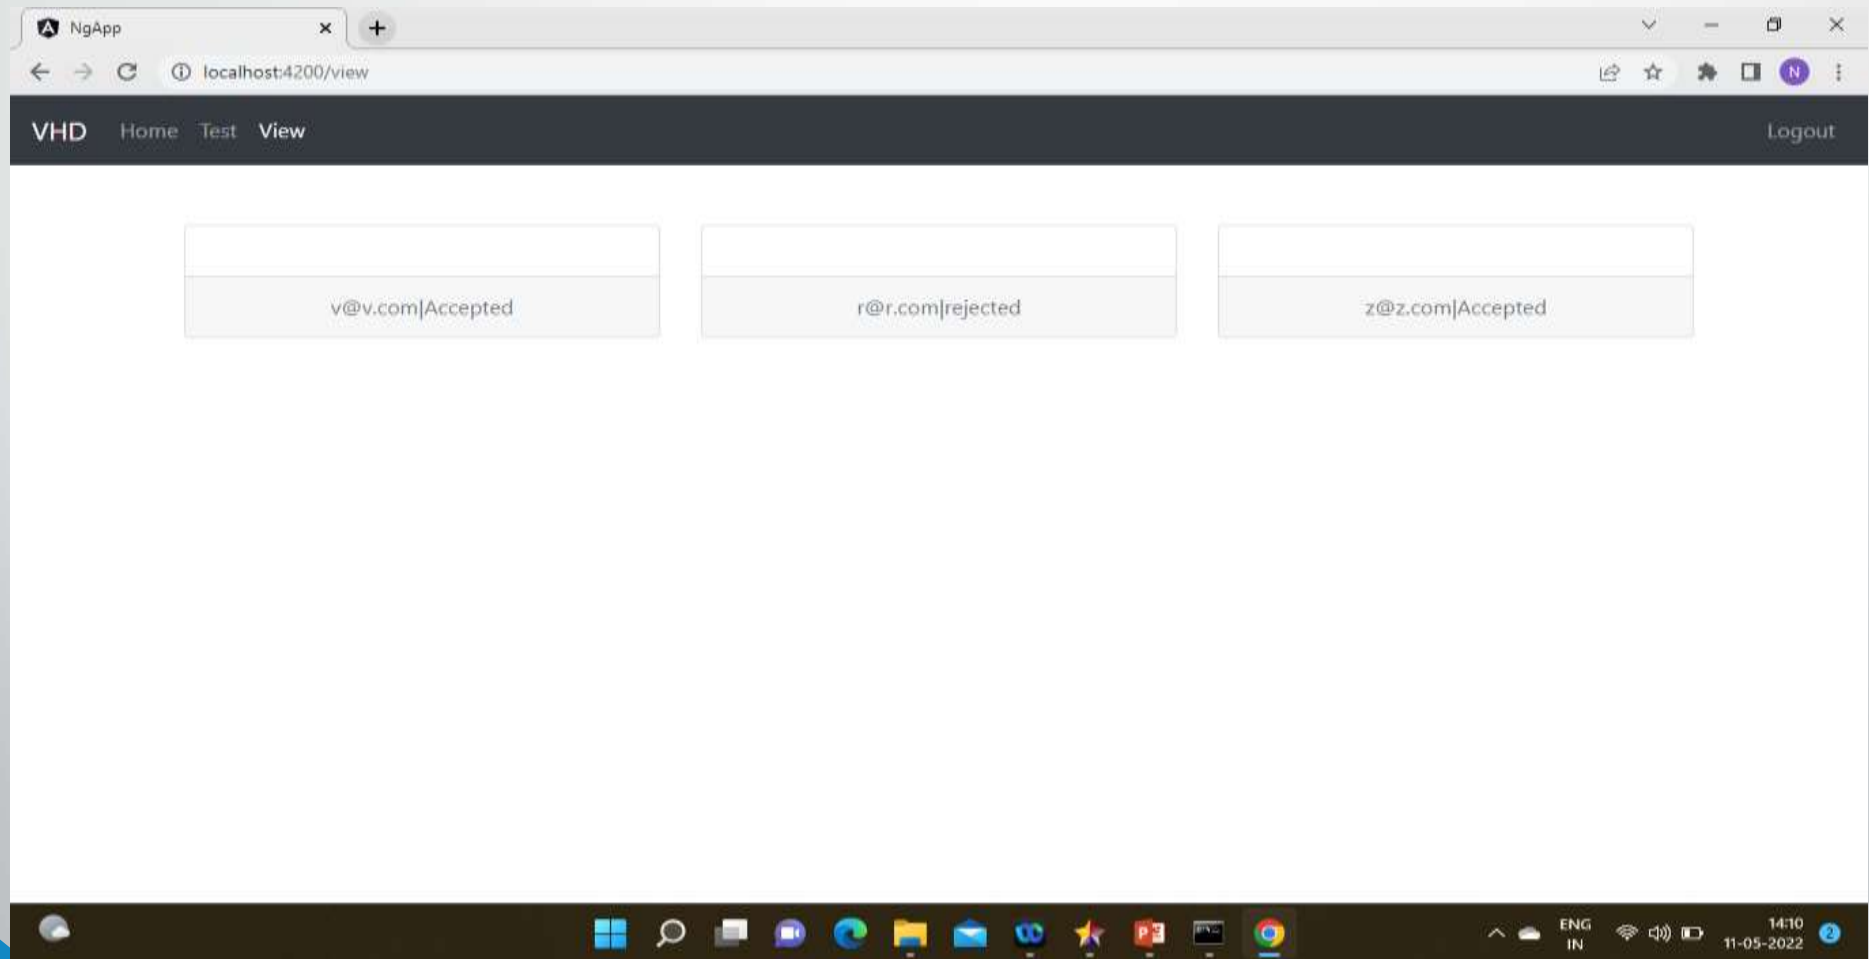 NgApp
localhost:4200/view
N
VHD Home Test View Logout
v@v.com|Accepted r@r.com|rejected z@z.com|Accepted
ENG
IN
14:10
11-05-2022
2